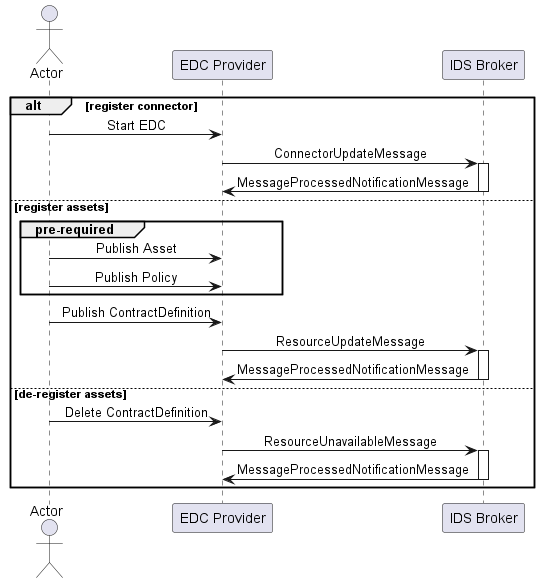 Actor
EDC Provider
IDS Broker
alt
[register connector]
Start EDC
ConnectorUpdateMessage
MessageProcessedNotificationMessage
[register assets]
pre-required
Publish Asset
Publish Policy
Publish ContractDefinition
ResourceUpdateMessage
MessageProcessedNotificationMessage
[de-register assets]
Delete ContractDefinition
ResourceUnavailableMessage
MessageProcessedNotificationMessage
Actor
EDC Provider
IDS Broker